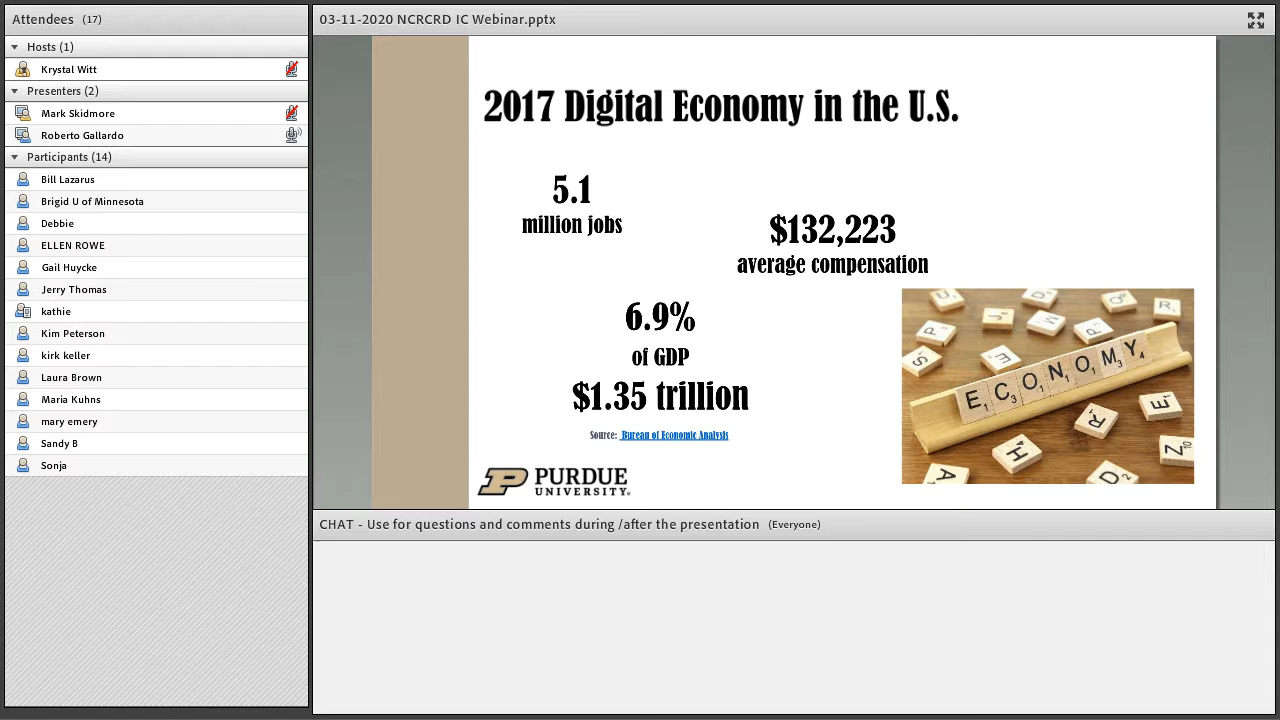 Attendees (17)
Hosts (1)
Krystal Witt
Presenters (2)
Mark Skidmore
Roberto Gallardo
Participants (14)
Bill Lazarus
Brigid U of Minnesota
Debbie
ELLEN ROWE
Gail Huycke
Jerry Thomas
kathie
Kim Peterson
kirk keller
Laura Brown
Maria Kuhns
mary emery
Sandy B
Sonja
03-11-2020 NCRCRD IC Webinar.pptx
2017 Digital Economy in the U.S.
5.1
million jobs
$132,223
average compensation
6.9%
of GDP
$1.35 trillion
Source: Bureau of Economic Analysis
PURDUE
UNIVERSITY®
ECONOMY
CHAT - Use for questions and comments during /after the presentation (Everyone)